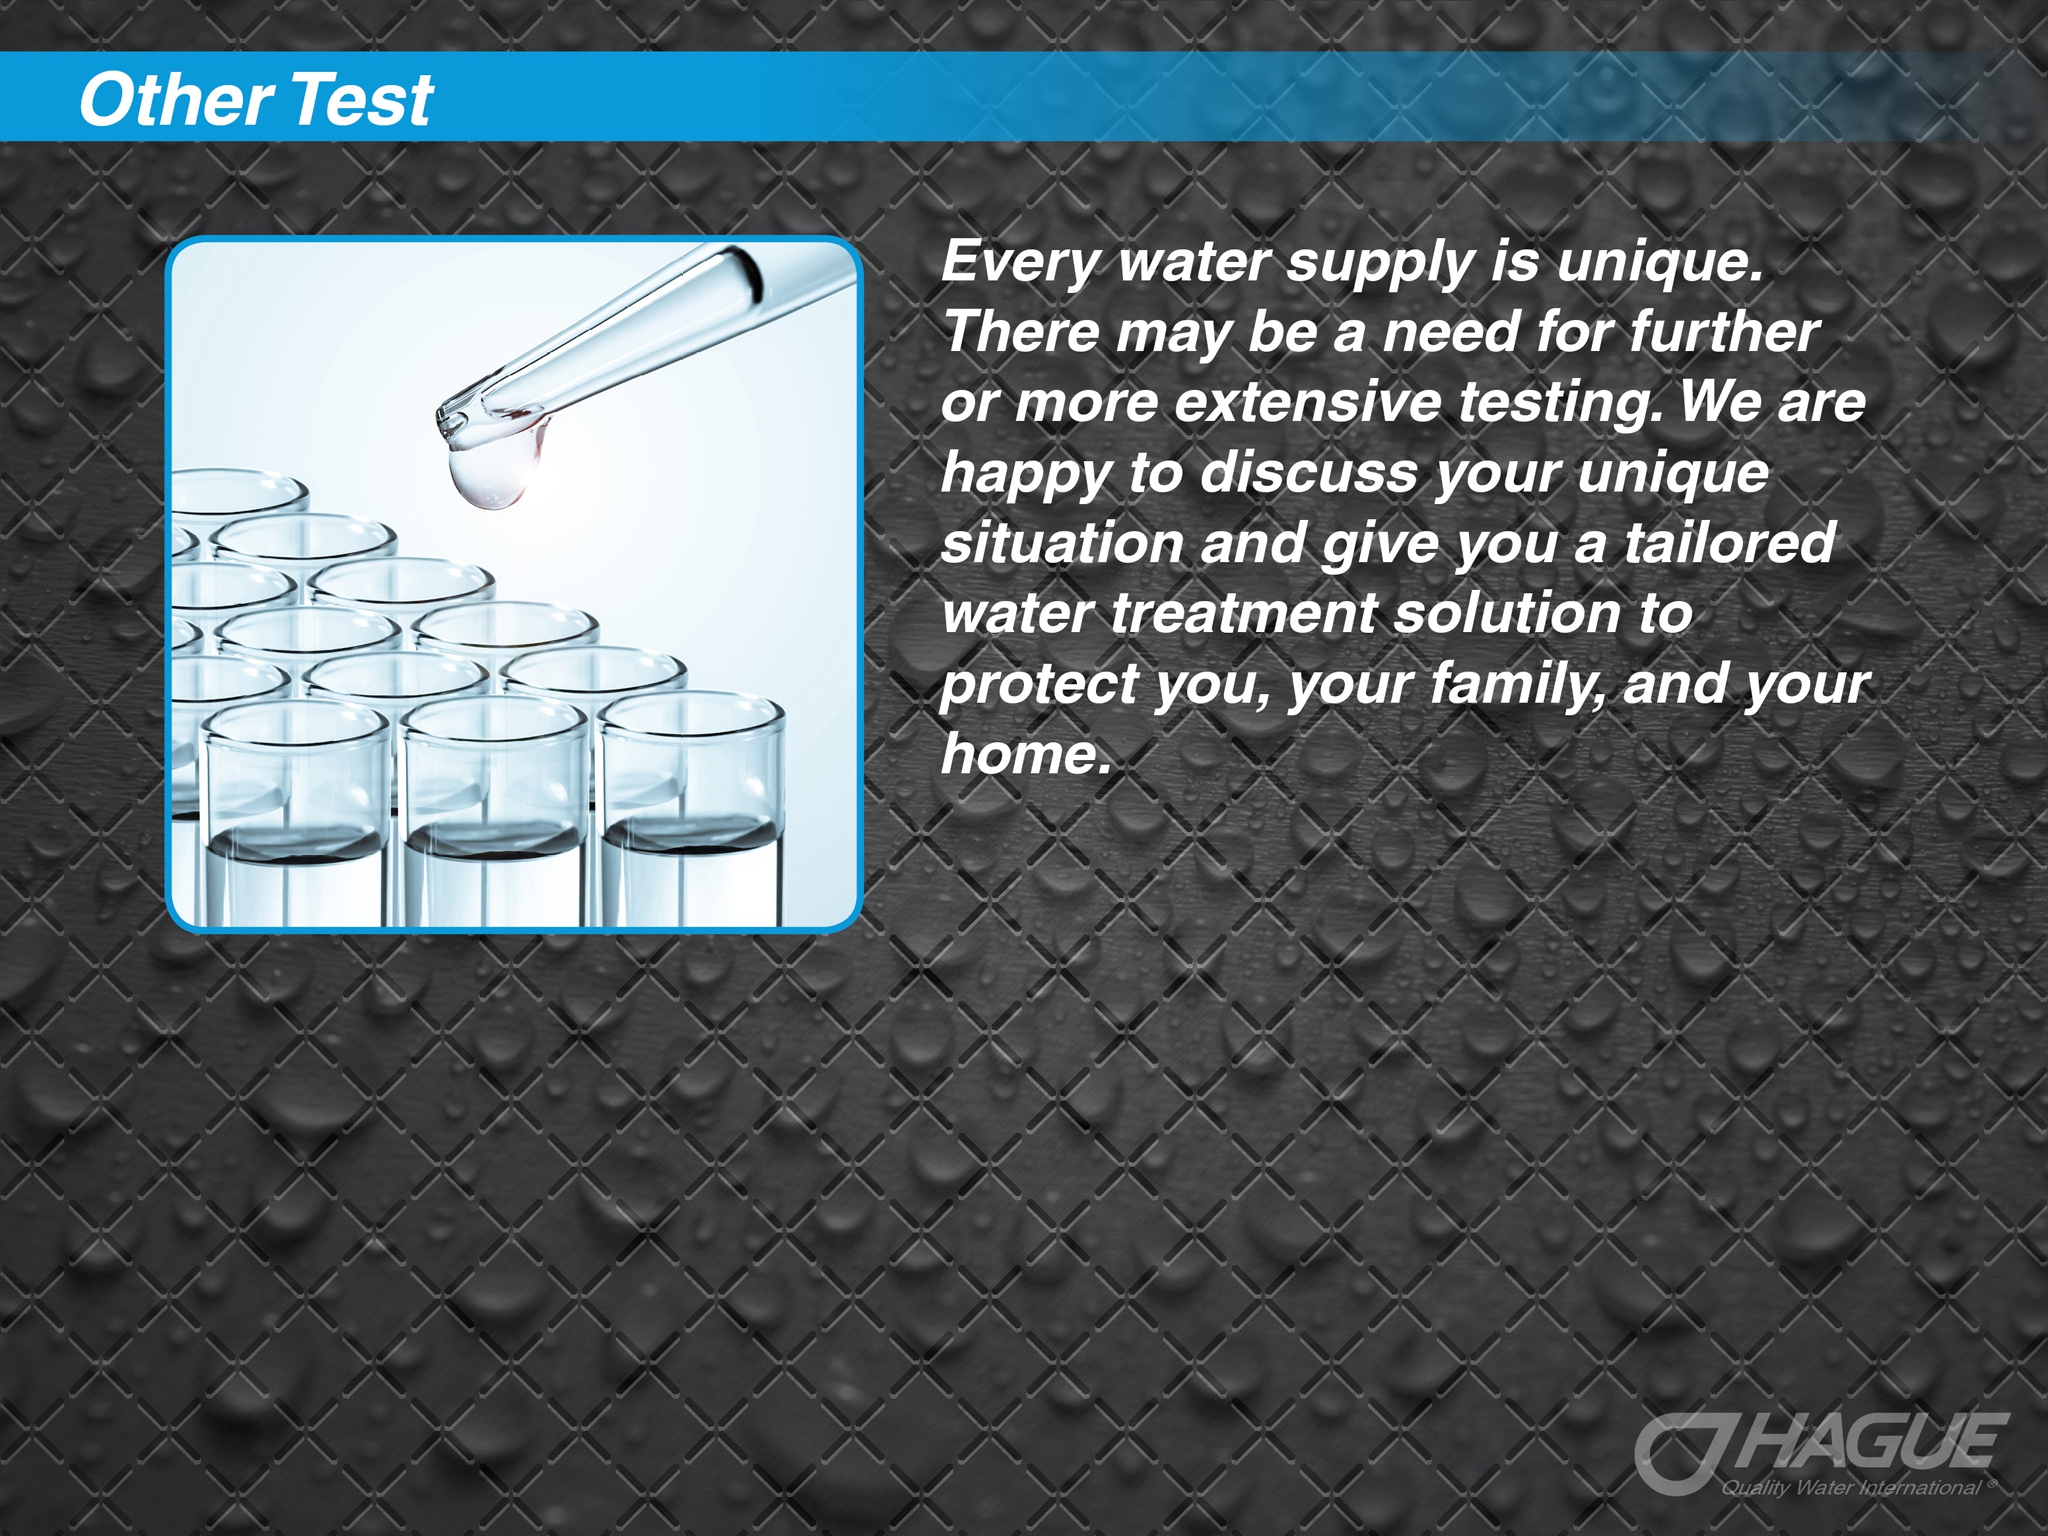 Other Test
Every water supply is unique.
There may be a need for further
or more extensive testing. We are
happy to discuss your unique
situation and give you a tailored
water treatment solution to
protect you, your family, and your
home.
HAGUE
Quality Water International ®